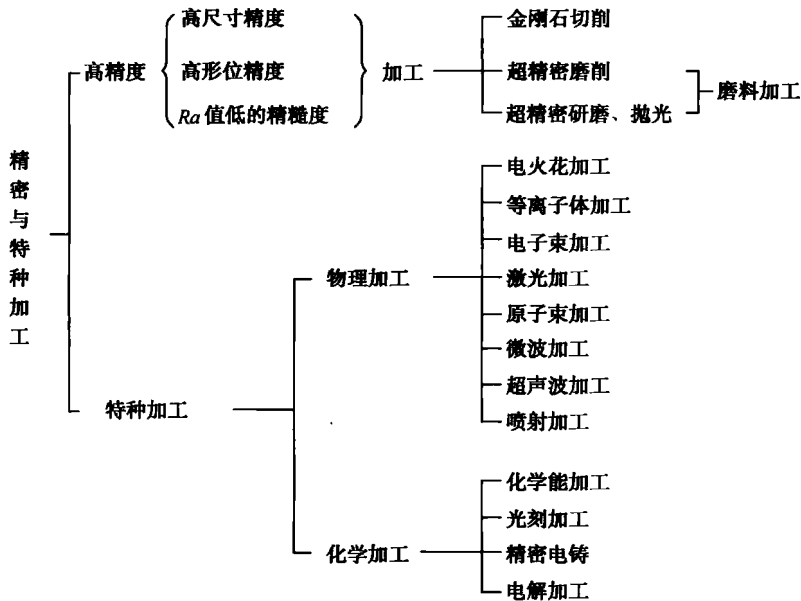 精密与特种加工
高精度
高尺寸精度
高形位精度
Ra值低的精糙度
加工
金刚石切削
超精密磨削
超精密研磨、抛光
磨料加工
特种加工
物理加工
电火花加工
等离子体加工
电子束加工
激光加工
原子束加工
微波加工
超声波加工
喷射加工
化学加工
化学能加工
光刻加工
精密电铸
电解加工